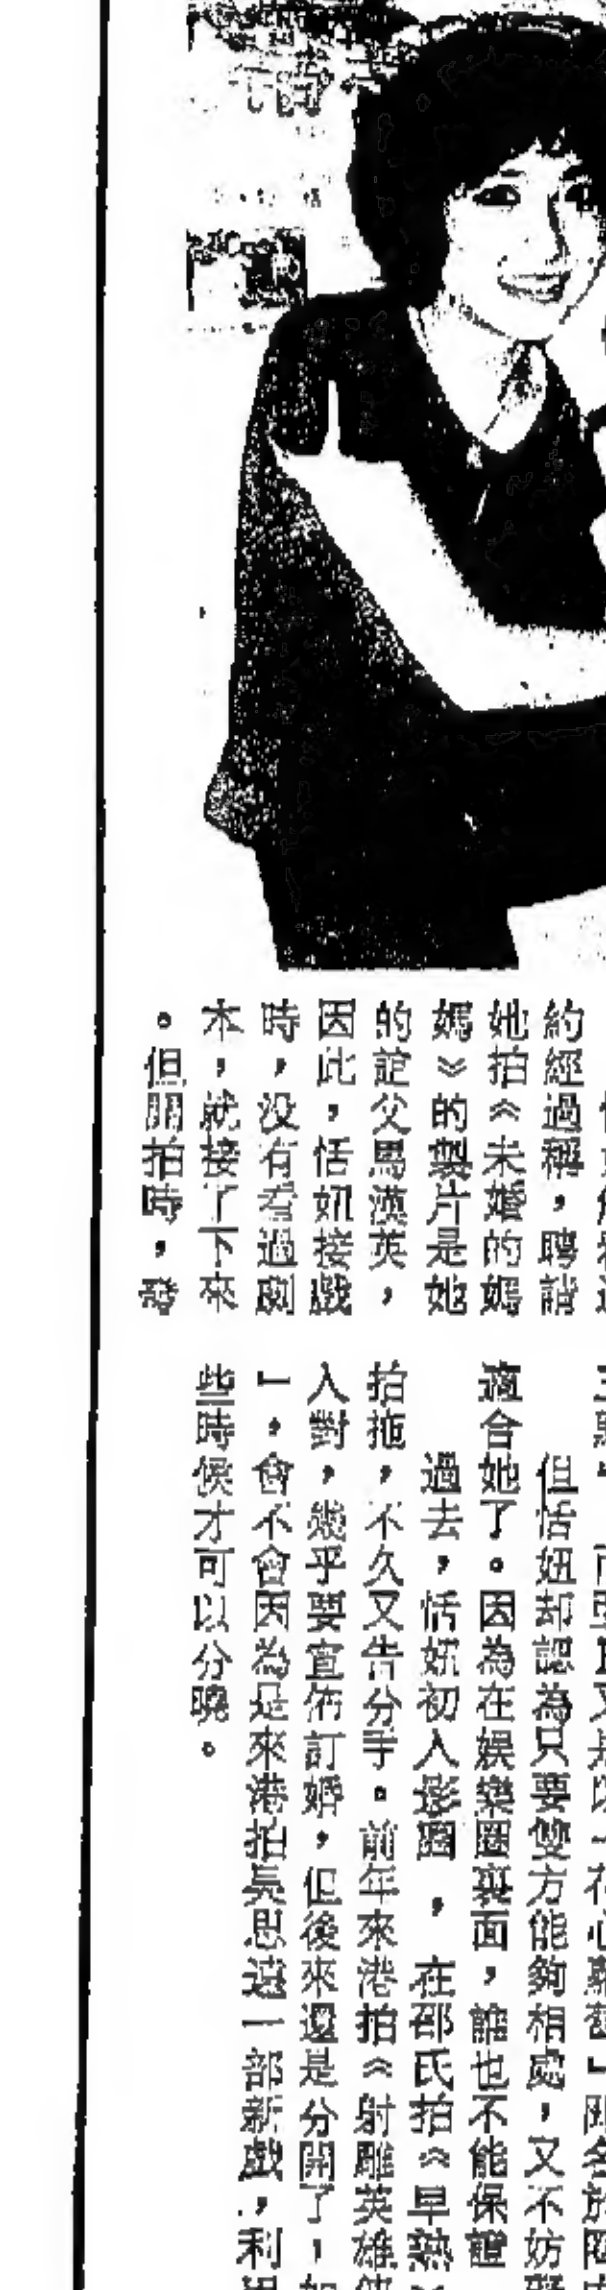 約經過稱，聘請
她拍《未婚的媽
媽》的製片是她
的誼父馬漢英，
因此，恬妞接戲
時，没有看過劇
本，就接了下來
。但開拍時，發
但恬妞却認為只要雙方能夠相處，又不妨
適合她了。因為在娱樂圈裏面，誰也不能保證
過去，恬妞初入影圈，在邵氏拍《早熟》
拍拖，不久又告分手。前年來港拍《射雕英雄
入對，幾乎要宣佈訂婚，但後來還是分開了，
」，會不會因為是來港拍吳思遠一部新戲，利
些時候才可以分曉。